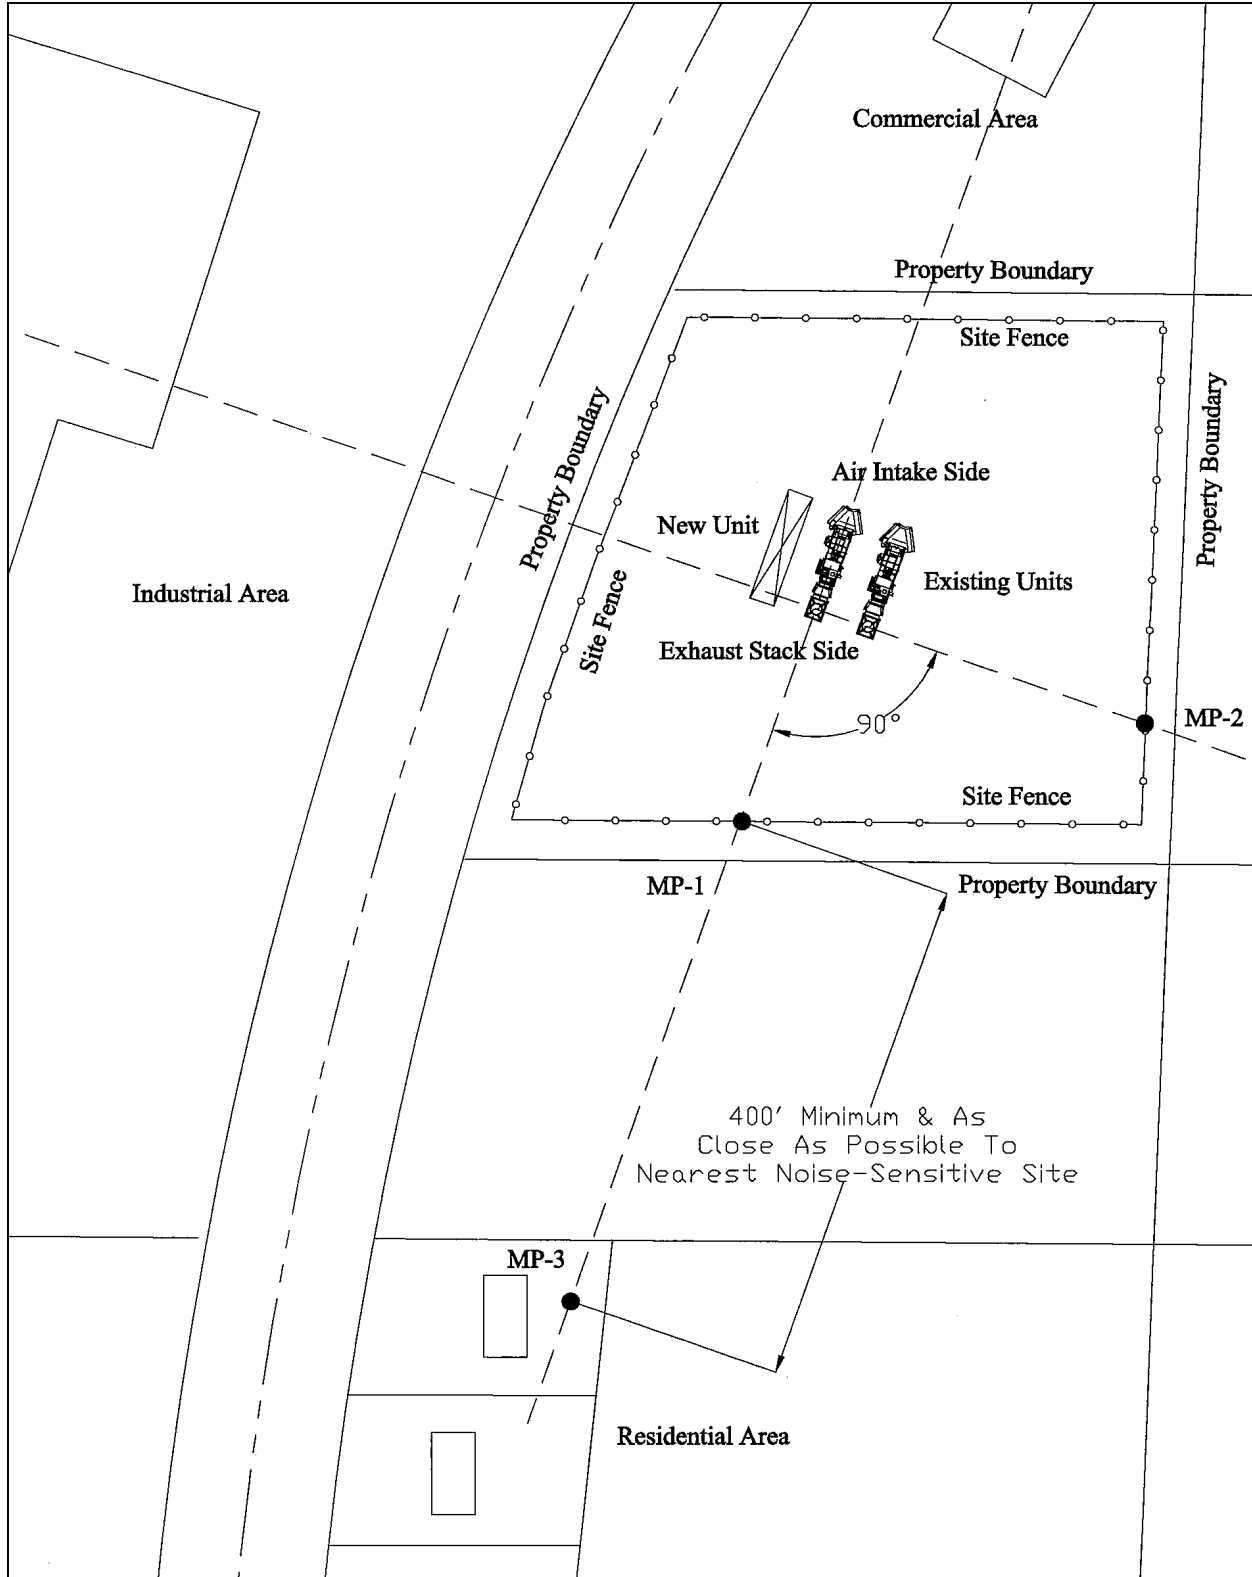 Commercial Area
Property Boundary
Site Fence
Property Boundary
Property Boundary
Air Intake Side
New Unit
Existing Units
Industrial Area
Site Fence
Exhaust Stack Side
90°
MP-2
Site Fence
MP-1
Property Boundary
400' Minimum & As
Close As Possible To
Nearest Noise-Sensitive Site
MP-3
Residential Area